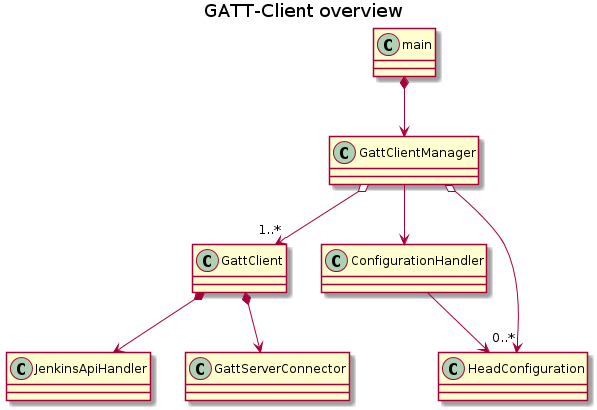 GATT-Client overview
C main
C GattClientManager
1..*
C GattClient
C ConfigurationHandler
0..*
C JenkinsApiHandler
C GattServerConnector
C HeadConfiguration